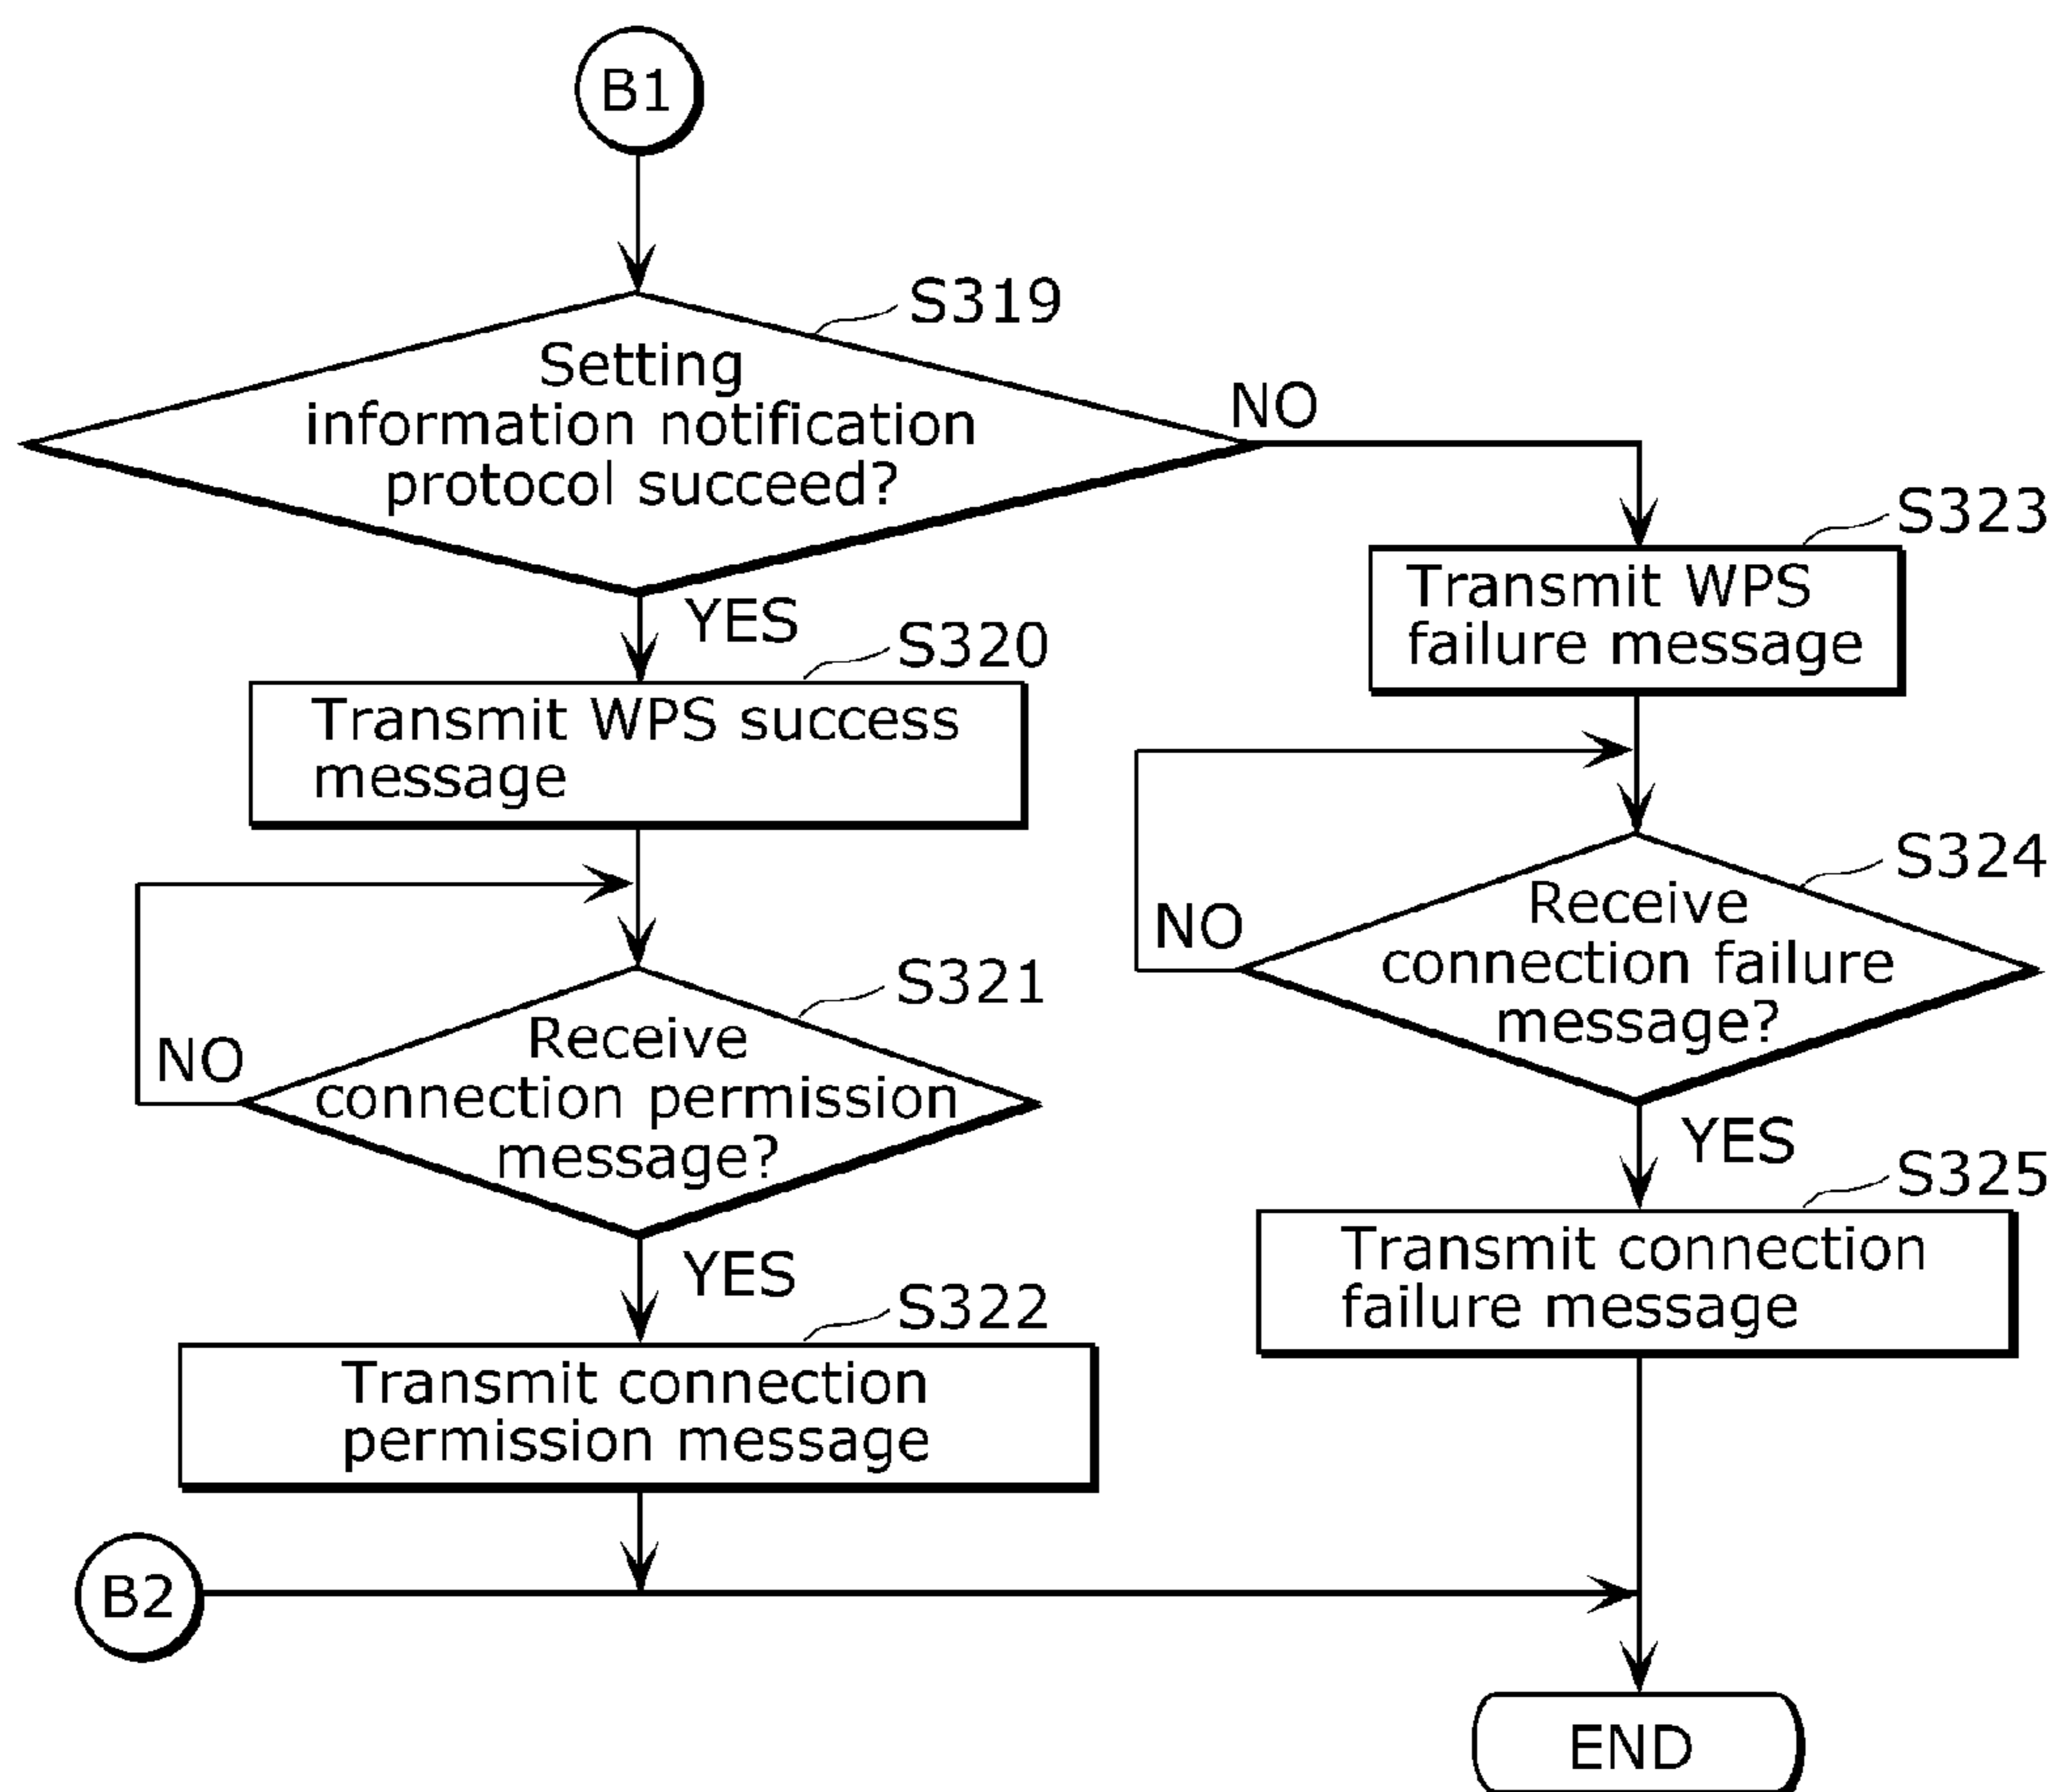 B1
S319
Setting
information notification
protocol succeed?
NO
YES
S320
Transmit WPS success
message
S321
Receive
connection permission
message?
NO
YES
S322
Transmit connection
permission message
B2
S323
Transmit WPS
failure message
S324
Receive
connection failure
message?
NO
YES
S325
Transmit connection
failure message
END